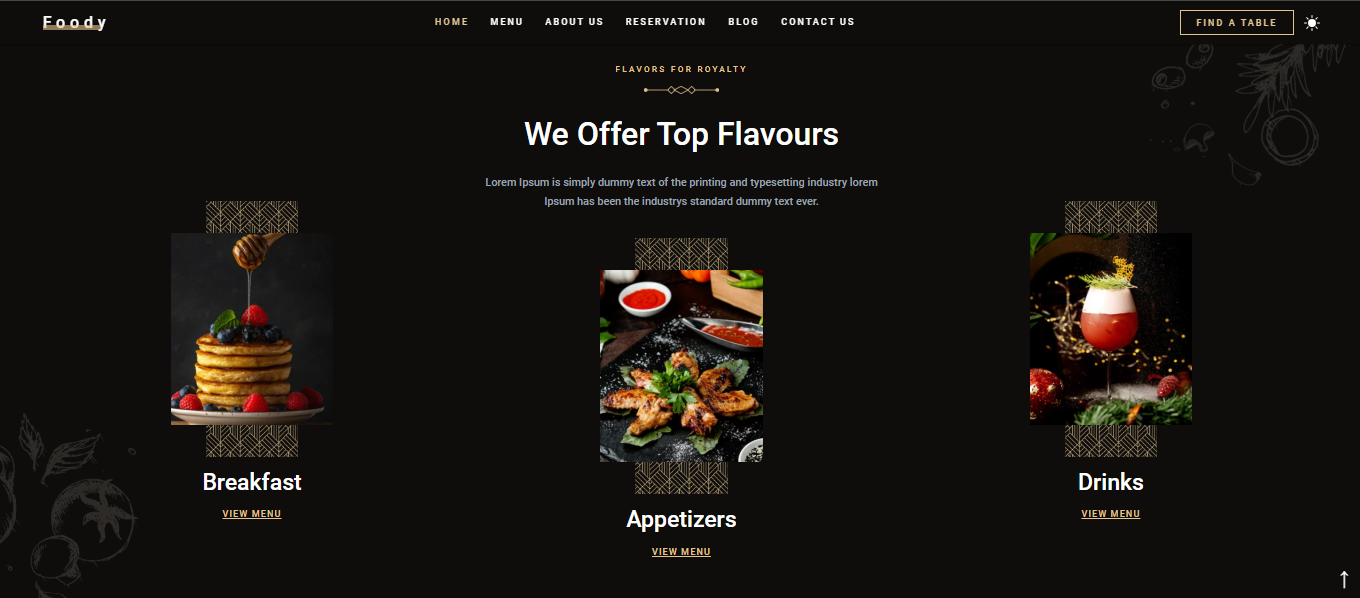 Foody
HOME MENU ABOUT US RESERVATION BLOG CONTACT US
FIND A TABLE
FLAVORS FOR ROYALTY
We Offer Top Flavours
Lorem Ipsum is simply dummy text of the printing and typesetting industry lorem
Ipsum has been the industrys standard dummy text ever.
Breakfast
VIEW MENU
Appetizers
VIEW MENU
Drinks
VIEW MENU